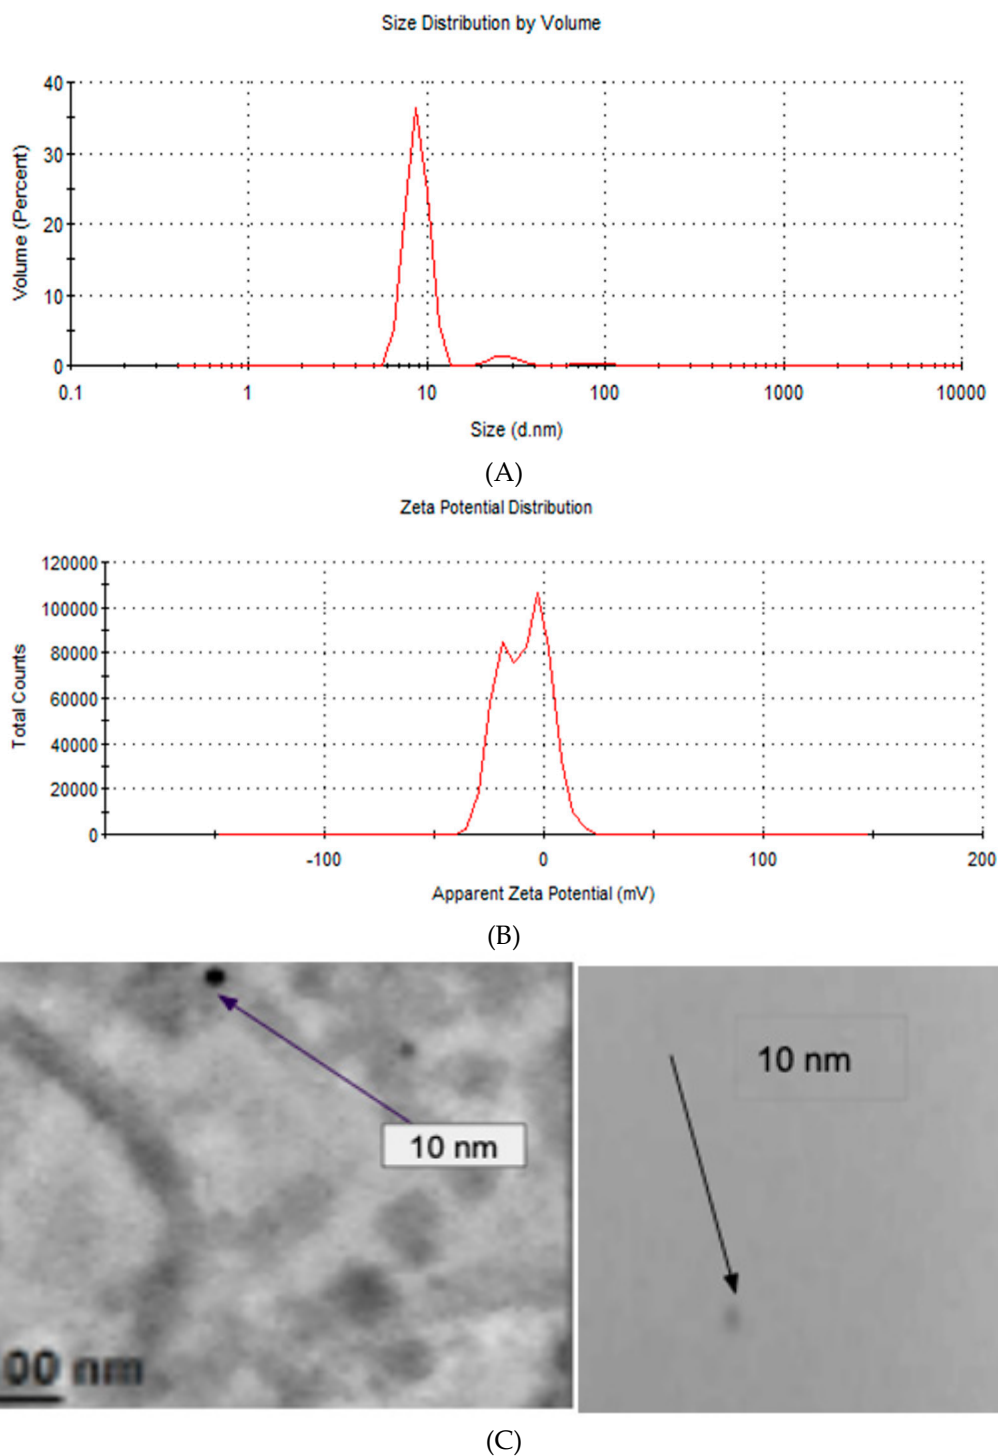 Size Distribution by Volume
40
30
20
10
0
Volume (Percent)
0.1 1 10 100 1000 10000
Size (d.nm)
(A)
Zeta Potential Distribution
120000
100000
80000
60000
40000
20000
0
Total Counts
-100 0 100 200
Apparent Zeta Potential (mV)
(B)
10 nm
10 nm
00 nm
(C)